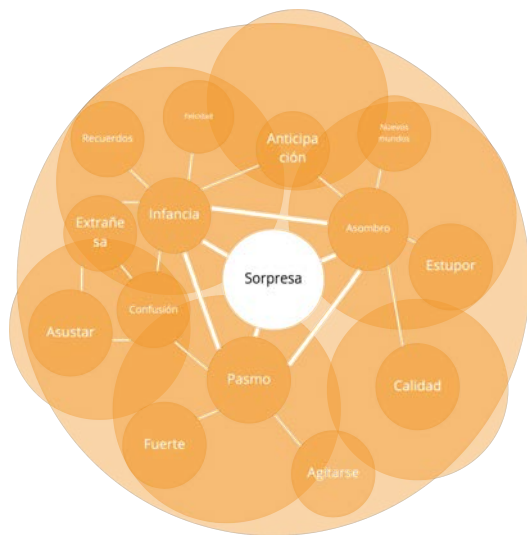 Felicidad
Nuevos
mundos
Recuerdos
Anticipa
ción
Infancia
Extrañe
sa
Asombro
Estupor
Sorpresa
Confusión
Asustar
Pasmo
Calidad
Fuerte
Agitarse